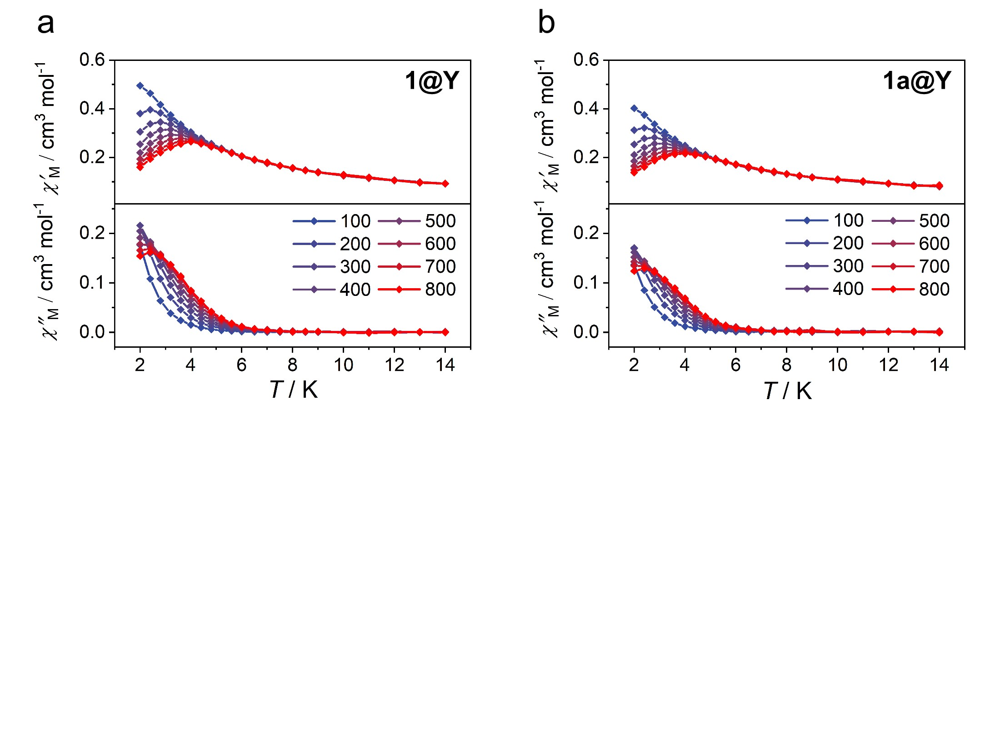 a
0.6
0.4
0.2
χ′M / cm3 mol-1
1@Y
0.2
0.1
0.0
χ″M / cm3 mol-1
100 500
200 600
300 700
400 800
2 4 6 8 10 12 14
T / K
b
0.6
0.4
0.2
χ′M / cm3 mol-1
1a@Y
0.2
0.1
0.0
χ″M / cm3 mol-1
100 500
200 600
300 700
400 800
2 4 6 8 10 12 14
T / K